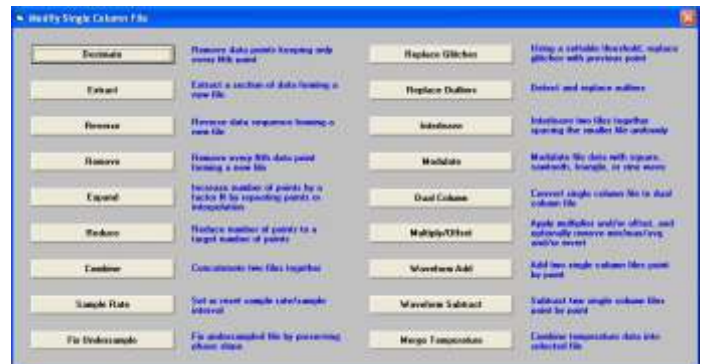 Modify Single Column File
Decimate
Remove data points keeping only
every Nth point
Extract
Extract a section of data forming a
new file
Reverse
Reverse data sequence forming a
new file
Remove
Remove every Nth data point
forming a new file
Expand
Increase number of points by a
factor N by repeating points or
interpolation
Reduce
Reduce number of points to a
target number of points
Combine
Concatenate two files together
Sample Rate
Set or reset sample rate/sample
interval
Fix Undersample
Fix undersampled file by preserving
phase slope
Replace Glitches
Using a settable threshold, replace
glitches with previous point
Replace Outliers
Detect and replace outliers
Interleave
Interleave two files together
spacing the smaller file uniformly
Modulate
Modulate file data with square,
sawtooth, triangle, or sine wave
Dual Column
Convert single column file to dual
column file
Multiply/Offset
Apply multiplier and/or offset, and
optionally remove min/max/avg
and/or invert
Waveform Add
Add two single column files point
by point
Waveform Subtract
Subtract two single column files
point by point
Merge Temperature
Combine temperature data into
selected file